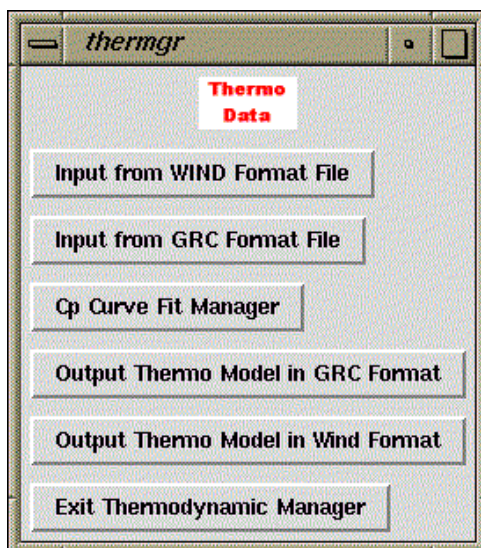 thermgr
Thermo
Data
Input from WIND Format File
Input from GRC Format File
Cp Curve Fit Manager
Output Thermo Model in GRC Format
Output Thermo Model in Wind Format
Exit Thermodynamic Manager